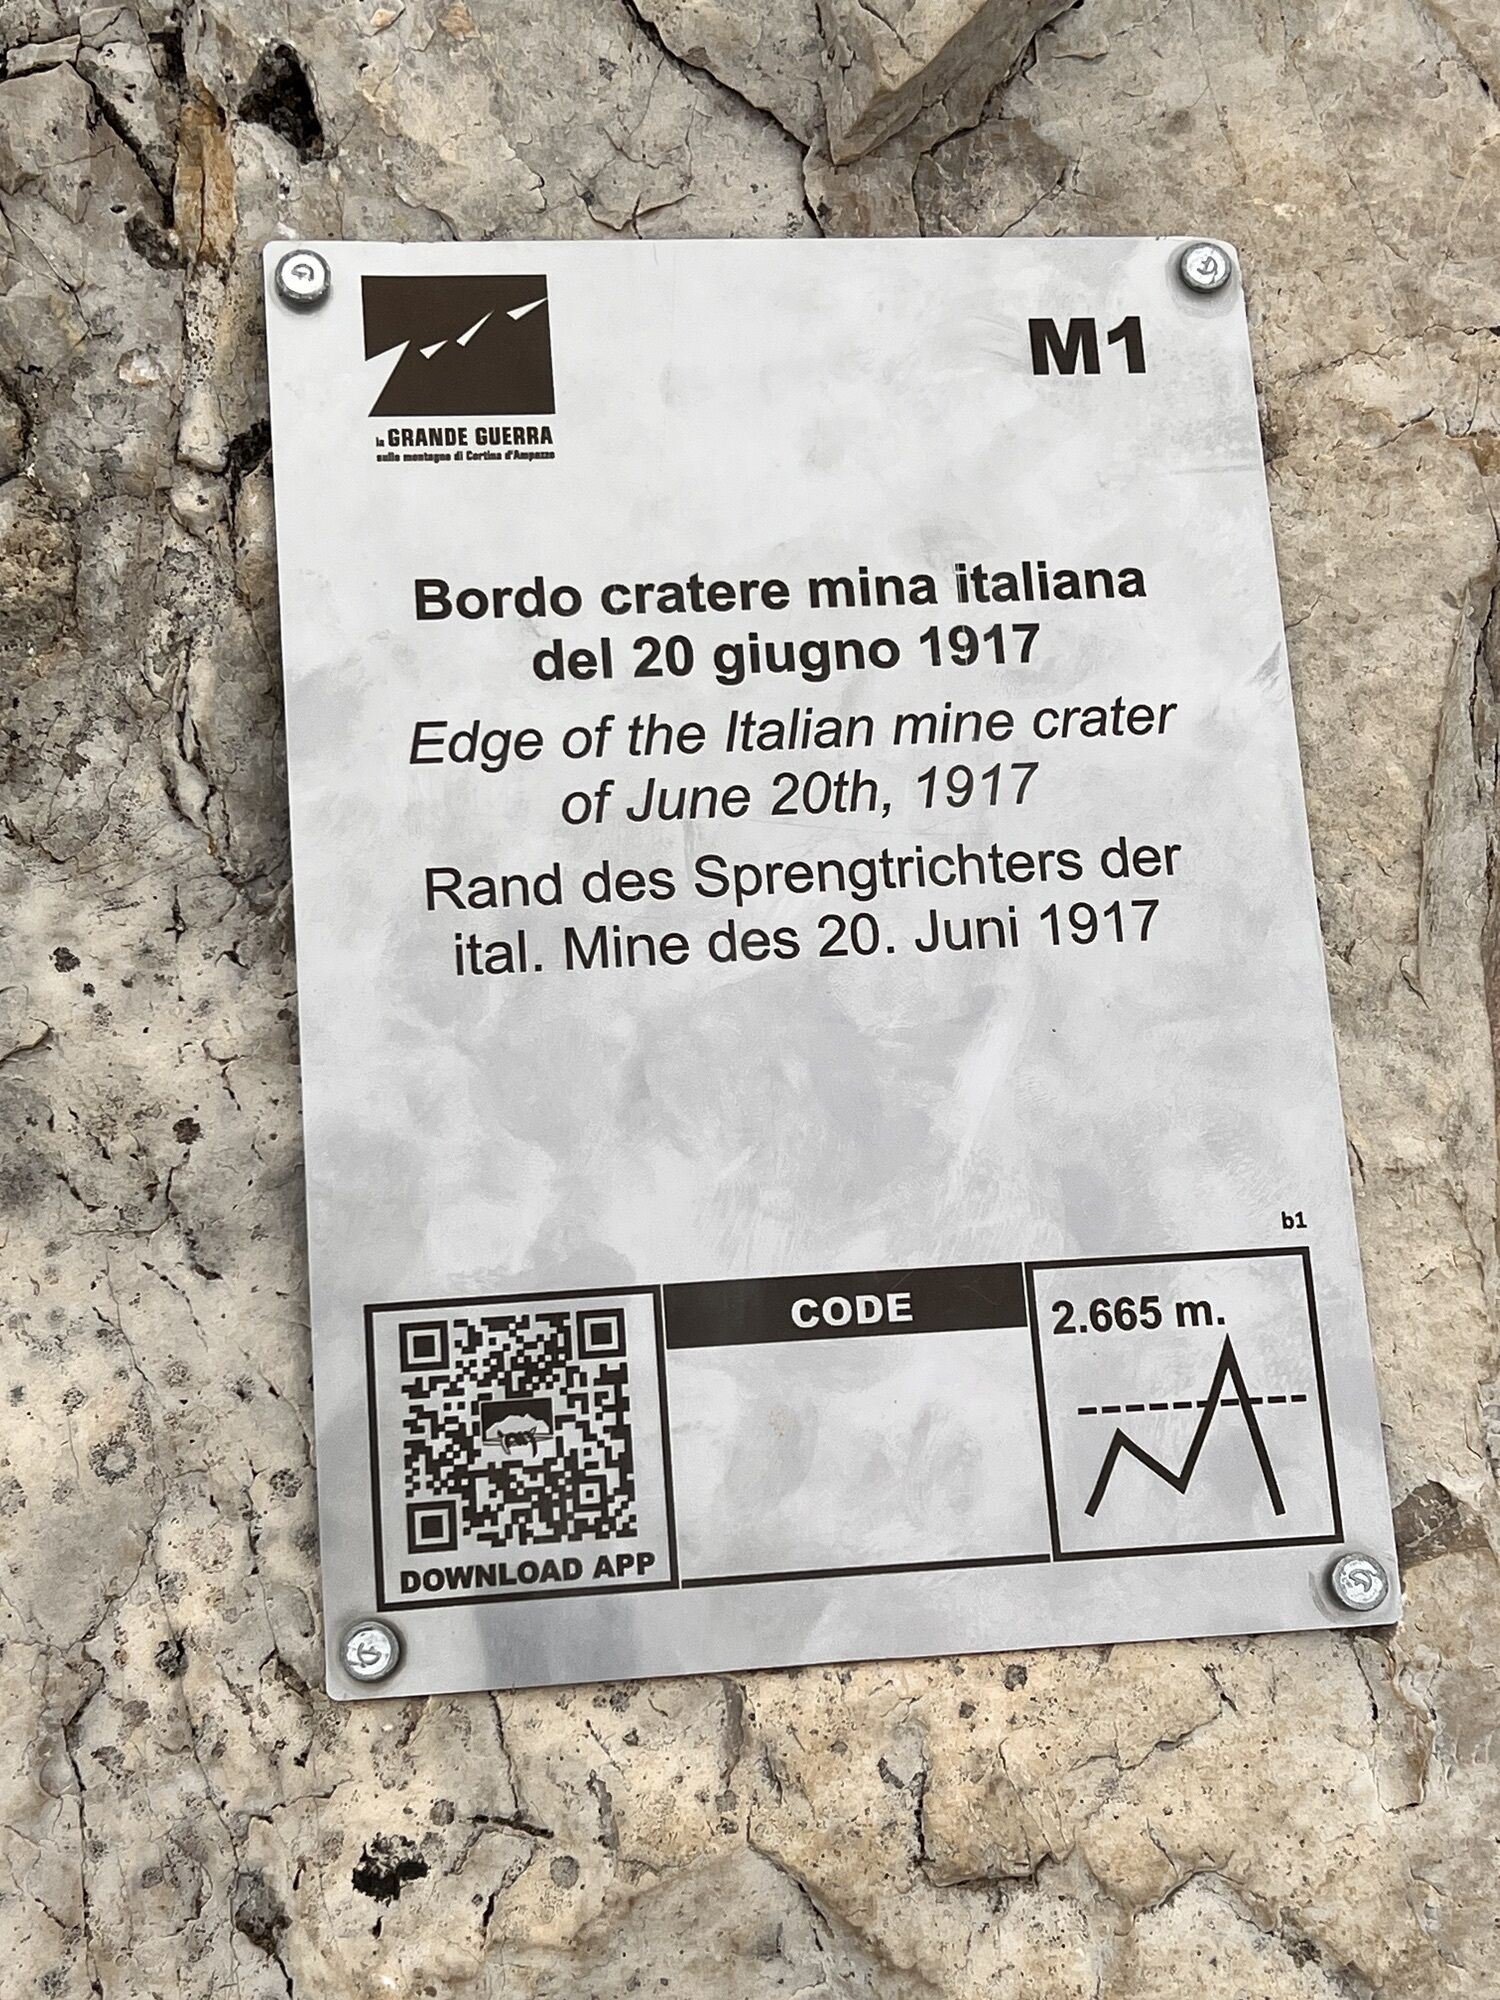 M1
la GRANDE GUERRA
sulle montagne di Cortina d'Ampezzo
Bordo cratere mina italiana
del 20 giugno 1917
Edge of the Italian mine crater
of June 20th, 1917
Rand des Sprengtrichters der
ital. Mine des 20. Juni 1917
b1
CODE
2.665 m.
DOWNLOAD APP